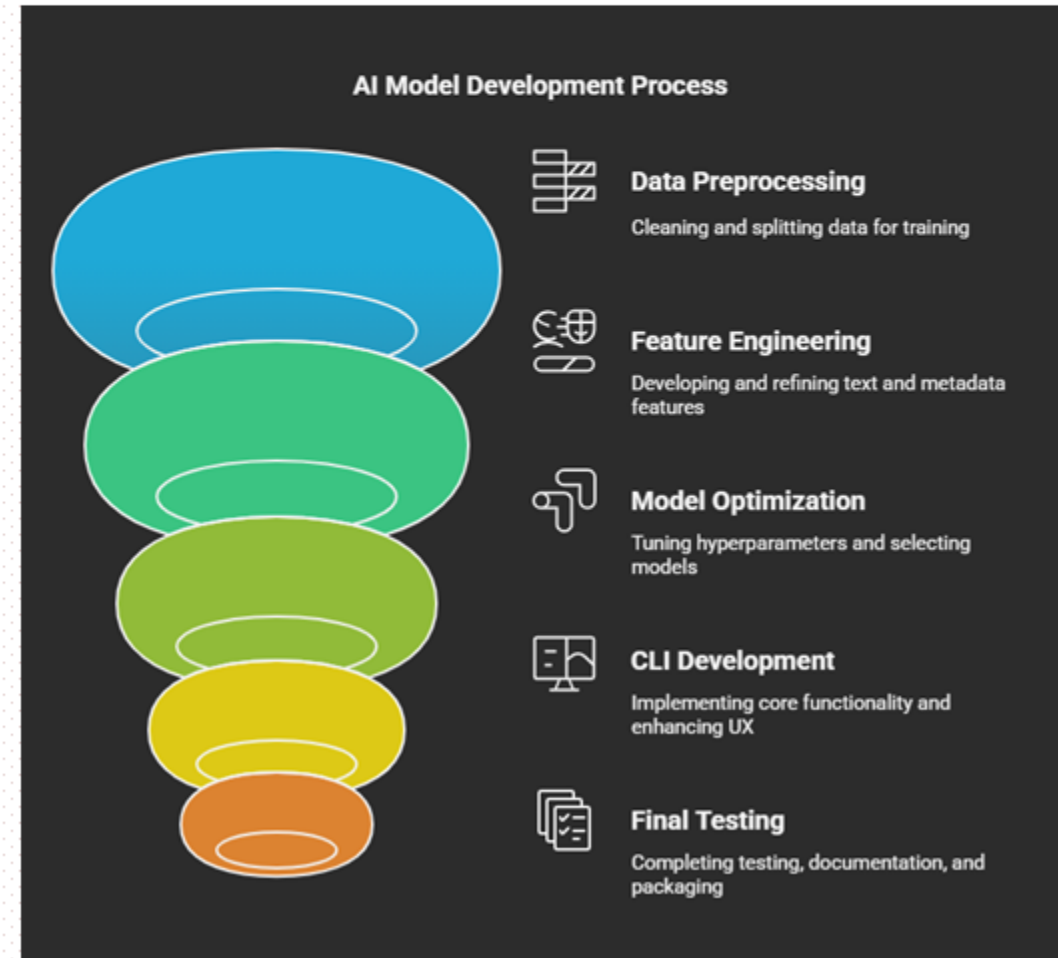 AI Model Development Process
Data Preprocessing
Cleaning and splitting data for training
Feature Engineering
Developing and refining text and metadata
features
Model Optimization
Tuning hyperparameters and selecting
models
CLI Development
Implementing core functionality and
enhancing UX
Final Testing
Completing testing, documentation, and
packaging